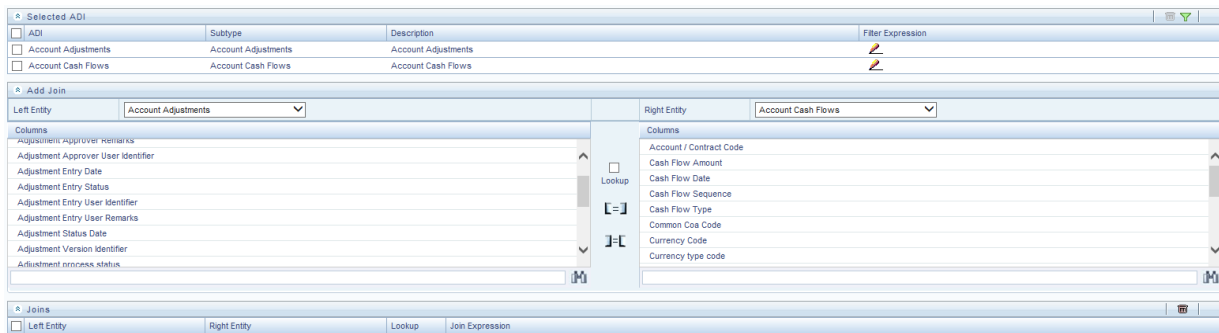 Selected ADI
ADI Subtype Description Filter Expression
Account Adjustments Account Adjustments Account Adjustments
Account Cash Flows Account Cash Flows Account Cash Flows
Add Join
Left Entity Account Adjustments Right Entity Account Cash Flows
Columns Columns
Adjustment Approver Remarks
Adjustment Approver User Identifier
Adjustment Entry Date
Adjustment Entry Status
Adjustment Entry User Identifier
Adjustment Entry User Remarks
Adjustment Status Date
Adjustment Version Identifier
Adjustment process status
Lookup
Account / Contract Code
Cash Flow Amount
Cash Flow Date
Cash Flow Sequence
Cash Flow Type
Common Coa Code
Currency Code
Currency type code
Joins
Left Entity Right Entity Lookup Join Expression